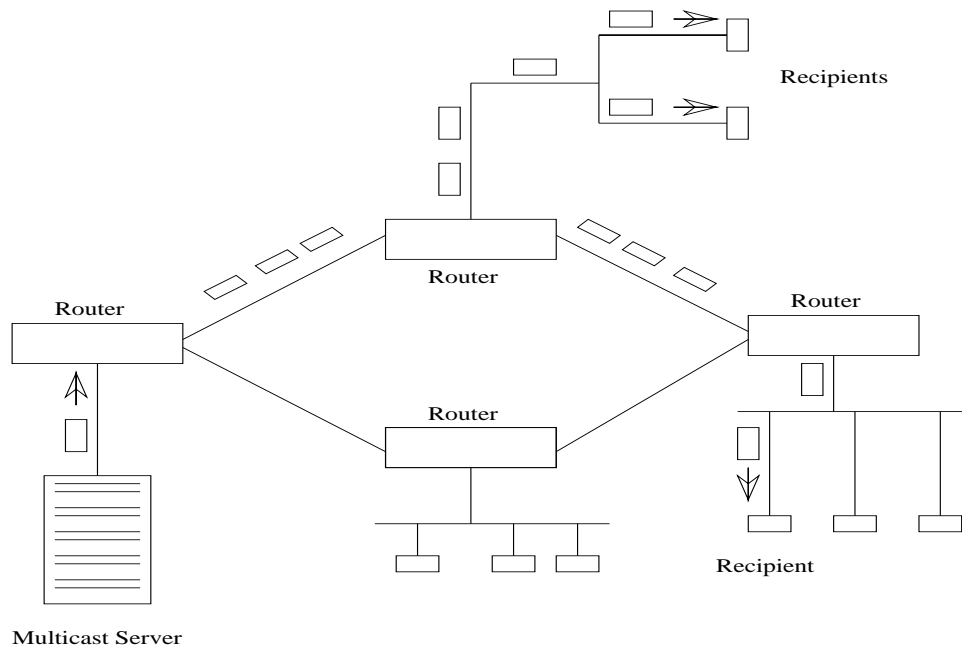 Recipients
Router
Router
Router
Router
Recipient
Multicast Server